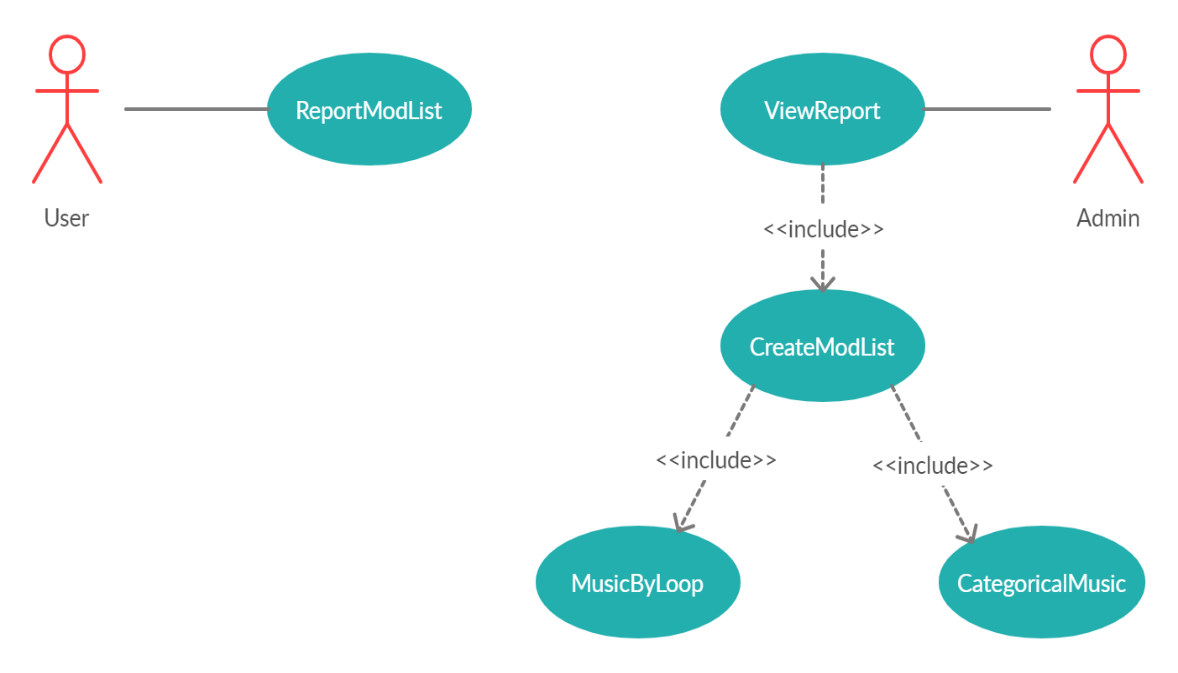 ReportModList
ViewReport
User
Admin
<<include>>
CreateModList
<<include>>
<<include>>
MusicByLoop
CategoricalMusic